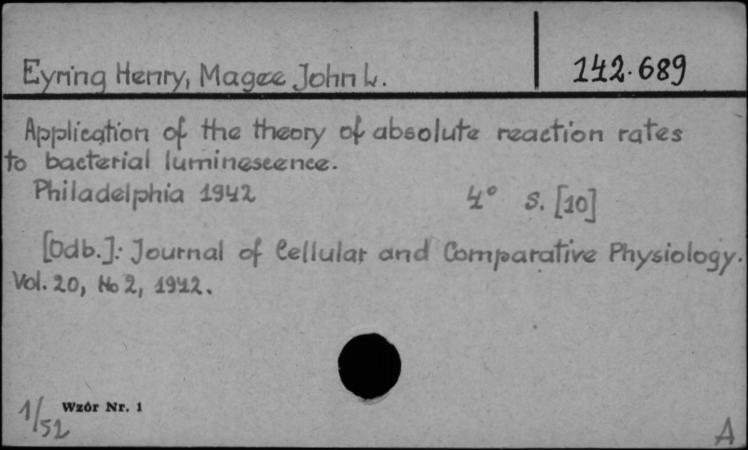 Eyring Henry, Magee John L.
142.689
Application of the theory of absolute reaction rates
to bacterial luminescence.
Philadelphia 1942 4° S. [10]
[Odb.]: Journal of Cellular and Comparative Physiology.
Vol. 20, No 2, 1942.
1/52 Wzór Nr. 1
A